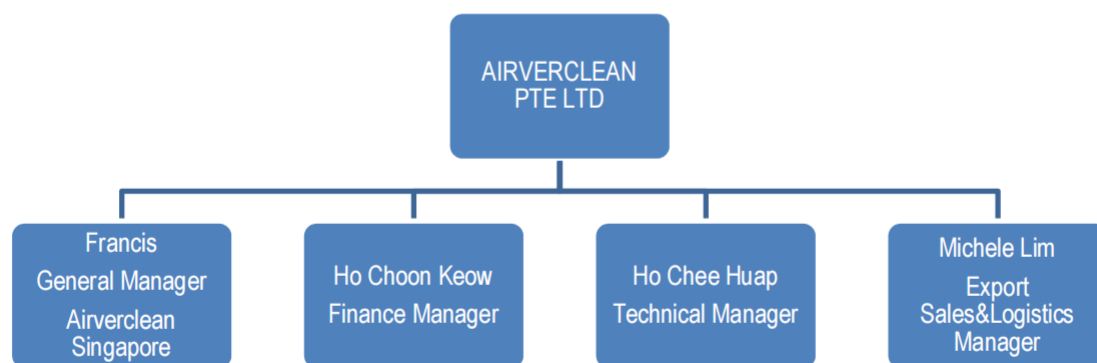 AIRVERCLEAN
PTE LTD
Francis
General Manager
Airverclean
Singapore
Ho Choon Keow
Finance Manager
Ho Chee Huap
Technical Manager
Michele Lim
Export
Sales&Logistics
Manager